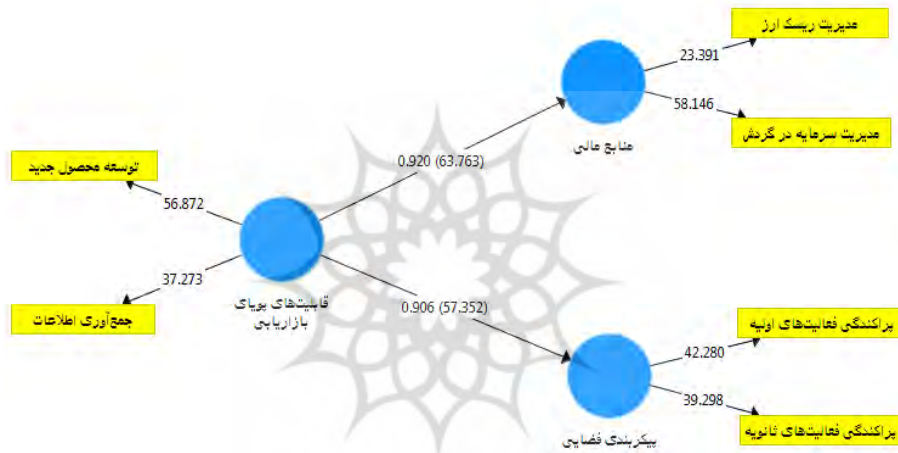 مدیریت ریسک ارز
23.391
58.146
مدیریت سرمایه در گردش
منابع مالی
0.920 (63.763)
توسعه محصول جدید
56.872
37.273
جمع‌آوری اطلاعات
قابلیت‌های پویای
بازاریابی
0.906 (57.352)
پراکندگی فعالیت‌های اولیه
42.280
39.298
پراکندگی فعالیت‌های ثانویه
پیکربندی فضایی